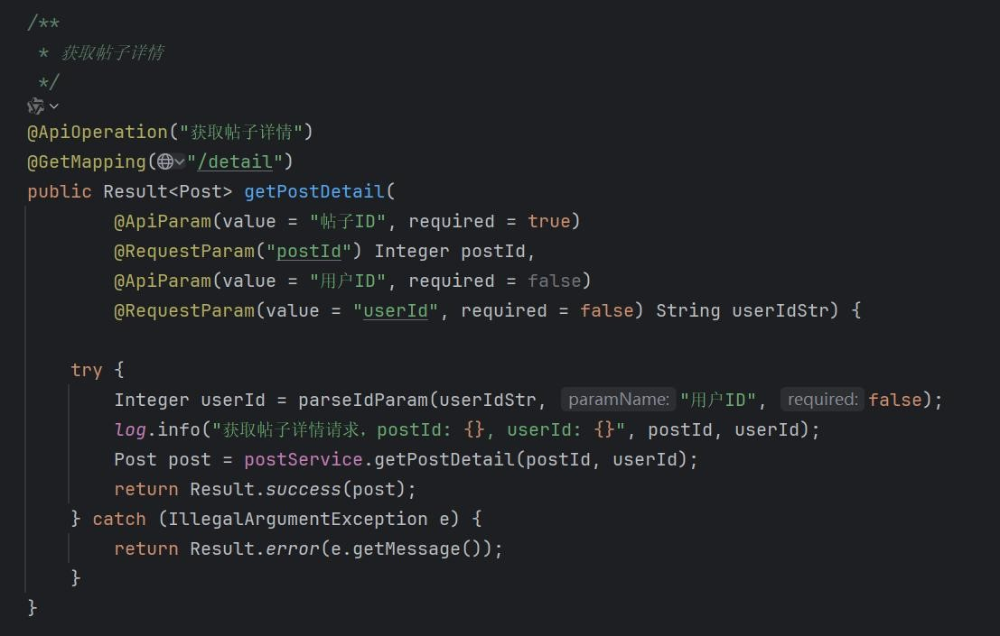 /**
 * 获取帖子详情
 */
@ApiOperation("获取帖子详情")
@GetMapping("/detail")
public Result<Post> getPostDetail(
        @ApiParam(value = "帖子ID", required = true)
        @RequestParam("postId") Integer postId,
        @ApiParam(value = "用户ID", required = false)
        @RequestParam(value = "userId", required = false) String userIdStr) {
    try {
        Integer userId = parseIdParam(userIdStr, paramName: "用户ID", required: false);
        log.info("获取帖子详情请求，postId: {}, userId: {}", postId, userId);
        Post post = postService.getPostDetail(postId, userId);
        return Result.success(post);
    } catch (IllegalArgumentException e) {
        return Result.error(e.getMessage());
    }
}